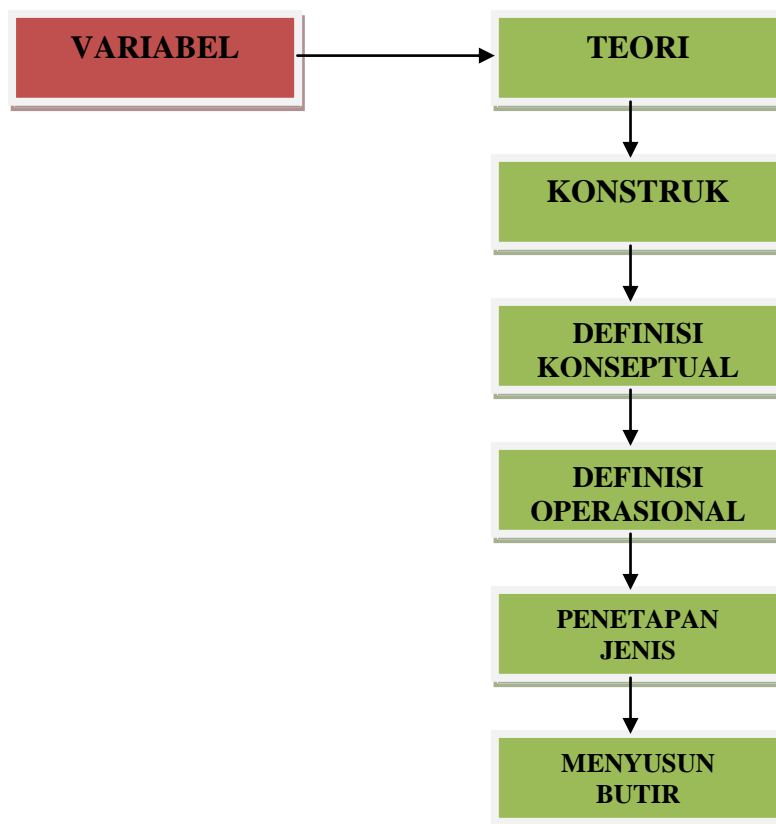 VARIABEL
TEORI
KONSTRUK
DEFINISI
KONSEPTUAL
DEFINISI
OPERASIONAL
PENETAPAN
JENIS
MENYUSUN
BUTIR